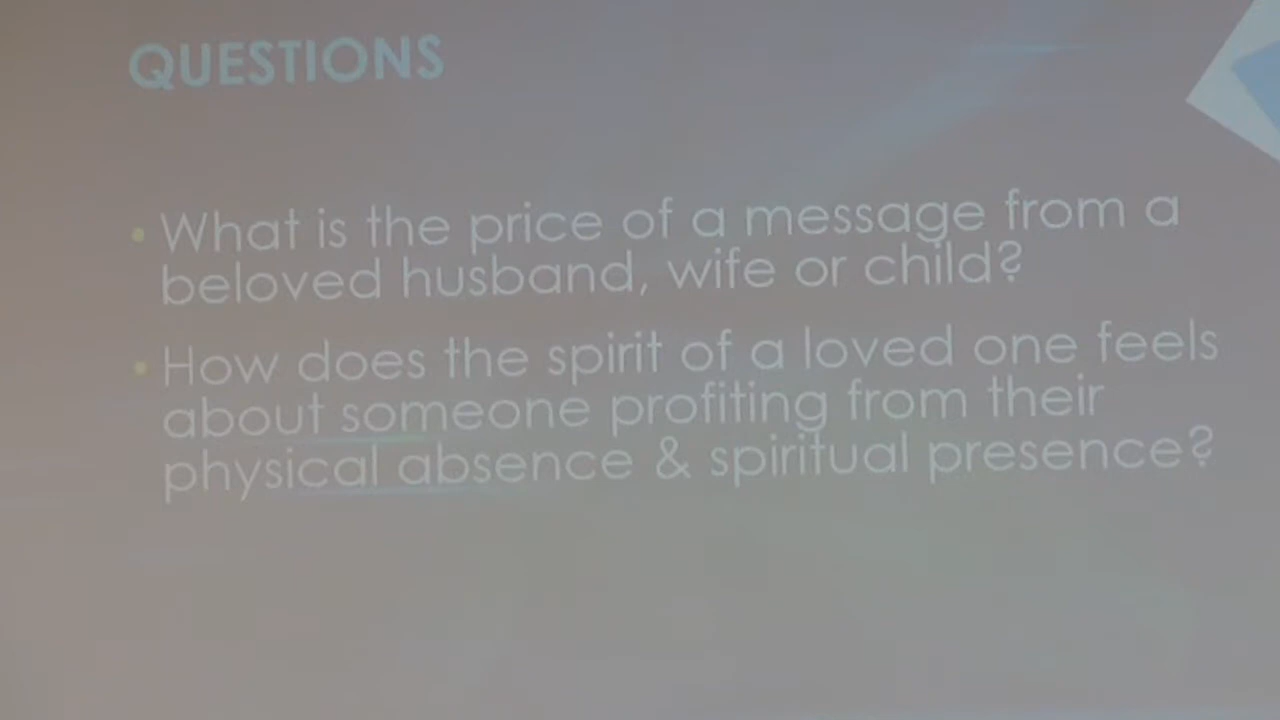 QUESTIONS
• What is the price of a message from a
beloved husband, wife or child?
• How does the spirit of a loved one feels
about someone profiting from their
physical absence & spiritual presence?